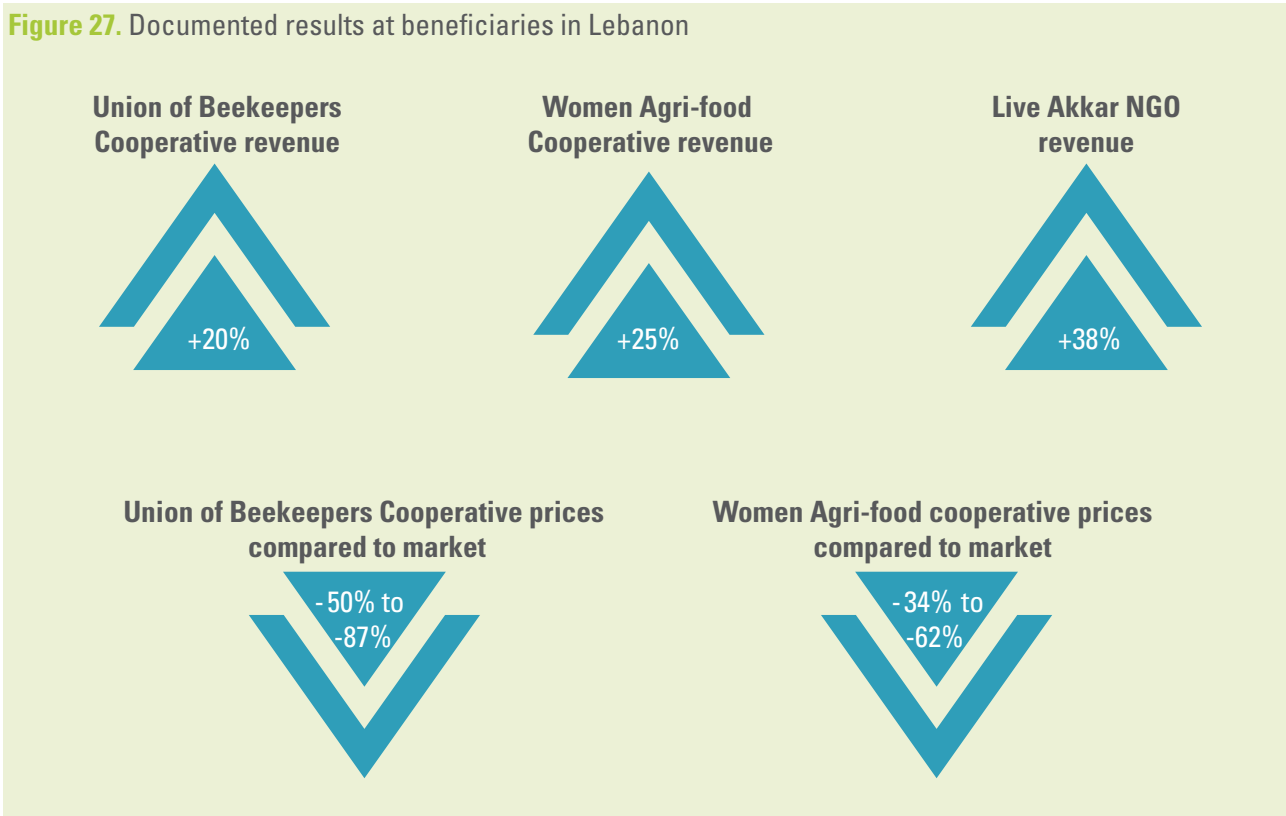 Figure 27. Documented results at beneficiaries in Lebanon
Union of Beekeepers
Cooperative revenue
+20%
Women Agri-food
Cooperative revenue
+25%
Live Akkar NGO
revenue
+38%
Union of Beekeepers Cooperative prices
compared to market
- 50% to
-87%
Women Agri-food cooperative prices
compared to market
- 34% to
-62%